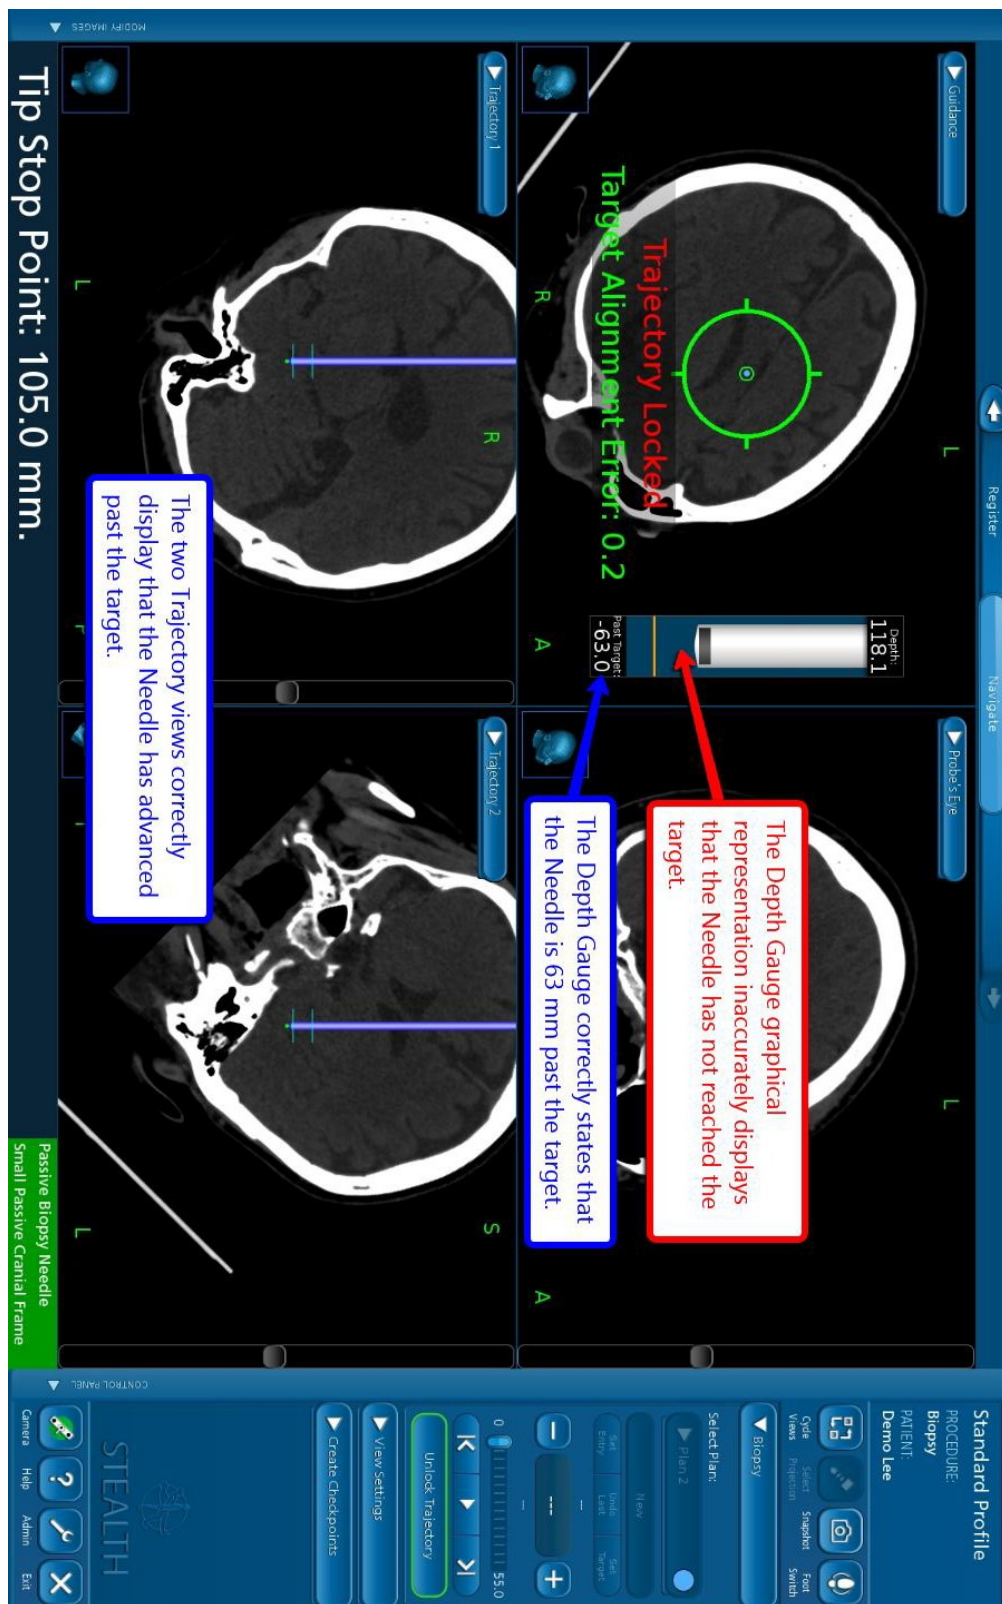 Register
Navigate
Guidance
L
R
A
Trajectory Locked
Target Alignment Error: 0.2
Depth:
118.1
Past Target:
-63.0
Probe's Eye
L
A
The Depth Gauge graphical
representation inaccurately displays
that the Needle has not reached the
target.
The Depth Gauge correctly states that
the Needle is 63 mm past the target.
Trajectory 1
R
L
The two Trajectory views correctly
display that the Needle has advanced
past the target.
Trajectory 2
S
L
MODIFY IMAGES
Tip Stop Point: 105.0 mm.
Passive Biopsy Needle
Small Passive Cranial Frame
CONTROL PANEL
Standard Profile
PROCEDURE:
Biopsy
PATIENT:
Demo Lee
Cycle Views
Select Projection
Snapshot
Foot Switch
Biopsy
Select Plan:
Plan 2
New
Set Entry
Undo Last
Set Target
--
---
--
0
55.0
Unlock Trajectory
View Settings
Create Checkpoints
STEALTH
Camera
Help
Admin
Exit